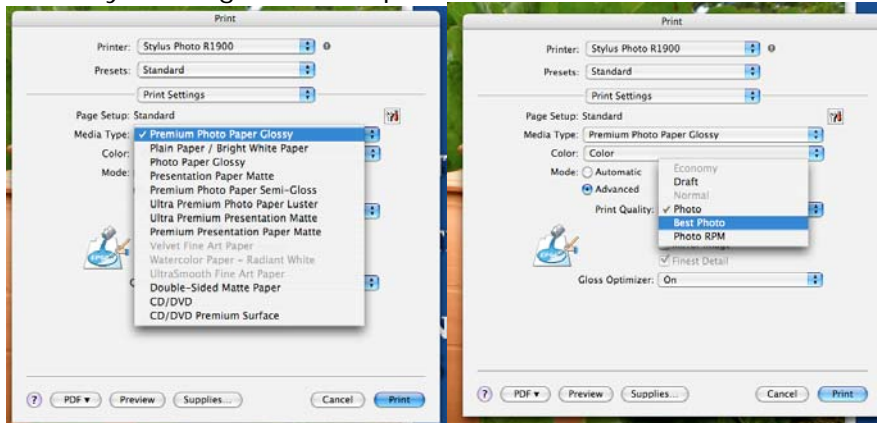 Print
Printer: Stylus Photo R1900
Presets: Standard
Print Settings
Page Setup: Standard
Media Type: ✓ Premium Photo Paper Glossy
Plain Paper / Bright White Paper
Color: Photo Paper Glossy
Mode: Presentation Paper Matte
Premium Photo Paper Semi-Gloss
Ultra Premium Photo Paper Luster
Ultra Premium Presentation Matte
Premium Presentation Paper Matte
Velvet Fine Art Paper
Watercolor Paper - Radiant White
UltraSmooth Fine Art Paper
Double-Sided Matte Paper
CD/DVD
CD/DVD Premium Surface
? PDF ▾ Preview Supplies... Cancel Print
Print
Printer: Stylus Photo R1900
Presets: Standard
Print Settings
Page Setup: Standard
Media Type: Premium Photo Paper Glossy
Color: Color
Mode: Automatic
Advanced
Economy
Draft
Normal
Print Quality: ✓ Photo
Best Photo
Photo RPM
Finest Detail
Gloss Optimizer: On
? PDF ▾ Preview Supplies... Cancel Print